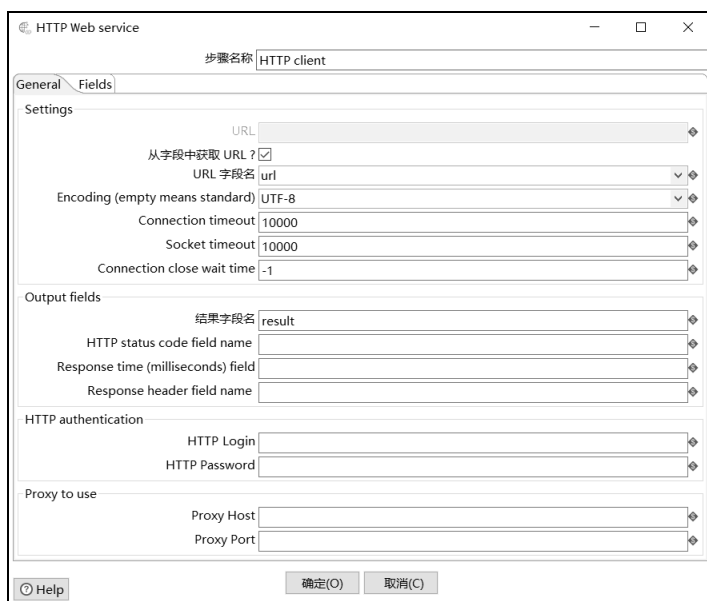 HTTP Web service
步骤名称 HTTP client
General Fields
Settings
URL
从字段中获取 URL ?
URL 字段名 url
Encoding (empty means standard) UTF-8
Connection timeout 10000
Socket timeout 10000
Connection close wait time -1
Output fields
结果字段名 result
HTTP status code field name
Response time (milliseconds) field
Response header field name
HTTP authentication
HTTP Login
HTTP Password
Proxy to use
Proxy Host
Proxy Port
Help 确定(O) 取消(C)